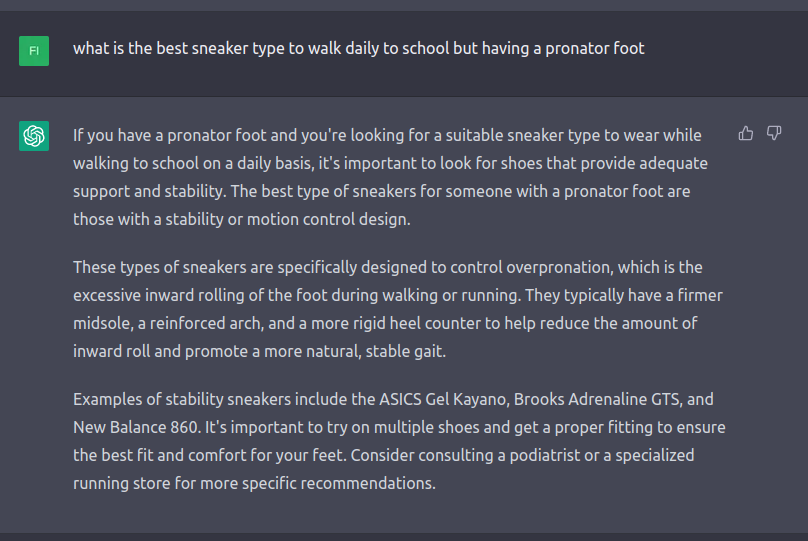 FI
what is the best sneaker type to walk daily to school but having a pronator foot
If you have a pronator foot and you're looking for a suitable sneaker type to wear while
walking to school on a daily basis, it's important to look for shoes that provide adequate
support and stability. The best type of sneakers for someone with a pronator foot are
those with a stability or motion control design.
These types of sneakers are specifically designed to control overpronation, which is the
excessive inward rolling of the foot during walking or running. They typically have a firmer
midsole, a reinforced arch, and a more rigid heel counter to help reduce the amount of
inward roll and promote a more natural, stable gait.
Examples of stability sneakers include the ASICS Gel Kayano, Brooks Adrenaline GTS, and
New Balance 860. It's important to try on multiple shoes and get a proper fitting to ensure
the best fit and comfort for your feet. Consider consulting a podiatrist or a specialized
running store for more specific recommendations.